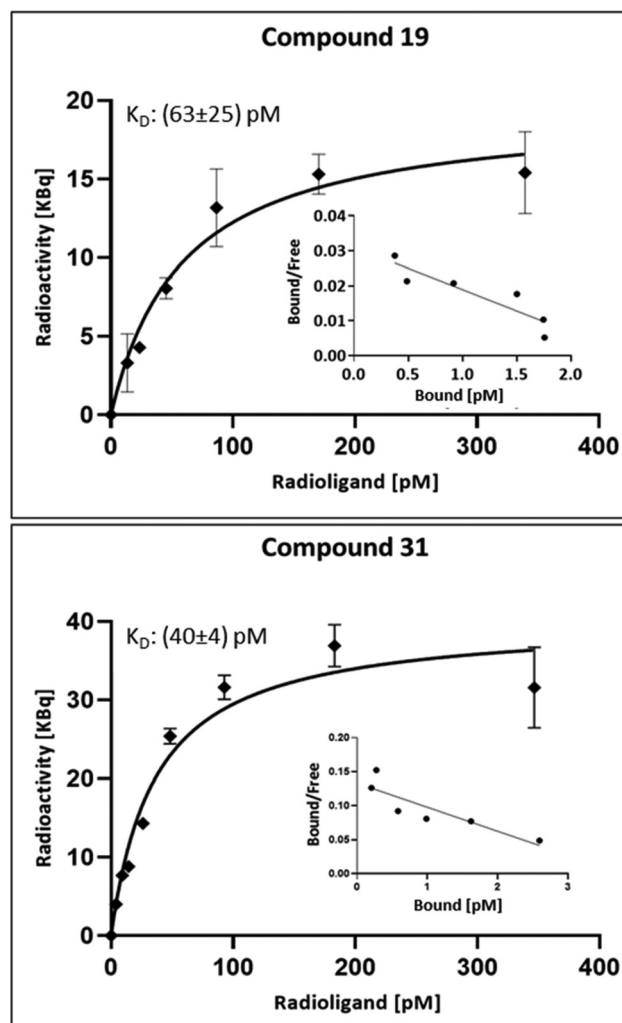 Compound 19
K_D: (63±25) pM
Radioactivity [KBq]
20
15
10
5
0
0 100 200 300 400
Radioligand [pM]
Bound/Free
0.04
0.03
0.02
0.01
0.00
0.0 0.5 1.0 1.5 2.0
Bound [pM]
Compound 31
K_D: (40±4) pM
Radioactivity [KBq]
40
30
20
10
0
0 100 200 300 400
Radioligand [pM]
Bound/Free
0.20
0.15
0.10
0.05
0.00
0 1 2 3
Bound [pM]